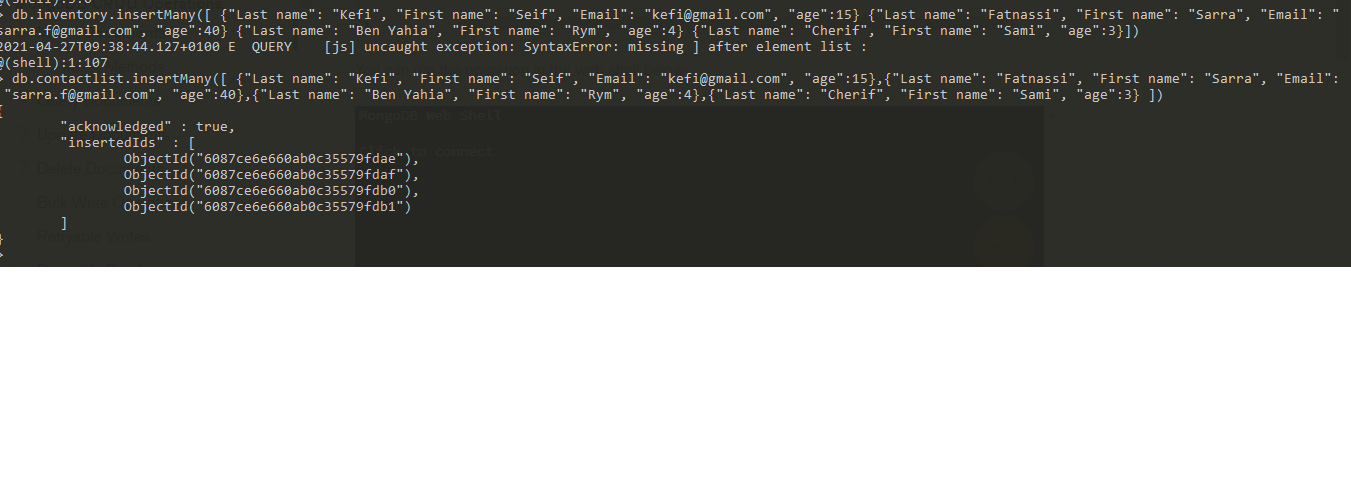 @(shell):5:0
> db.inventory.insertMany([ {"Last name": "Kefi", "First name": "Seif", "Email": "kefi@gmail.com", "age":15} {"Last name": "Fatnassi", "First name": "Sarra", "Email": "
sarra.f@gmail.com", "age":40} {"Last name": "Ben Yahia", "First name": "Rym", "age":4} {"Last name": "Cherif", "First name": "Sami", "age":3}])
2021-04-27T09:38:44.127+0100 E  QUERY    [js] uncaught exception: SyntaxError: missing ] after element list :
@(shell):1:107
> db.contactlist.insertMany([ {"Last name": "Kefi", "First name": "Seif", "Email": "kefi@gmail.com", "age":15},{"Last name": "Fatnassi", "First name": "Sarra", "Email":
"sarra.f@gmail.com", "age":40},{"Last name": "Ben Yahia", "First name": "Rym", "age":4},{"Last name": "Cherif", "First name": "Sami", "age":3} ])
{
MongoDB Web Shell
"acknowledged" : true,
"insertedIds" : [
ObjectId("6087ce6e660ab0c35579fdae"),
ObjectId("6087ce6e660ab0c35579fdaf"),
ObjectId("6087ce6e660ab0c35579fdb0"),
ObjectId("6087ce6e660ab0c35579fdb1")
]
}
>